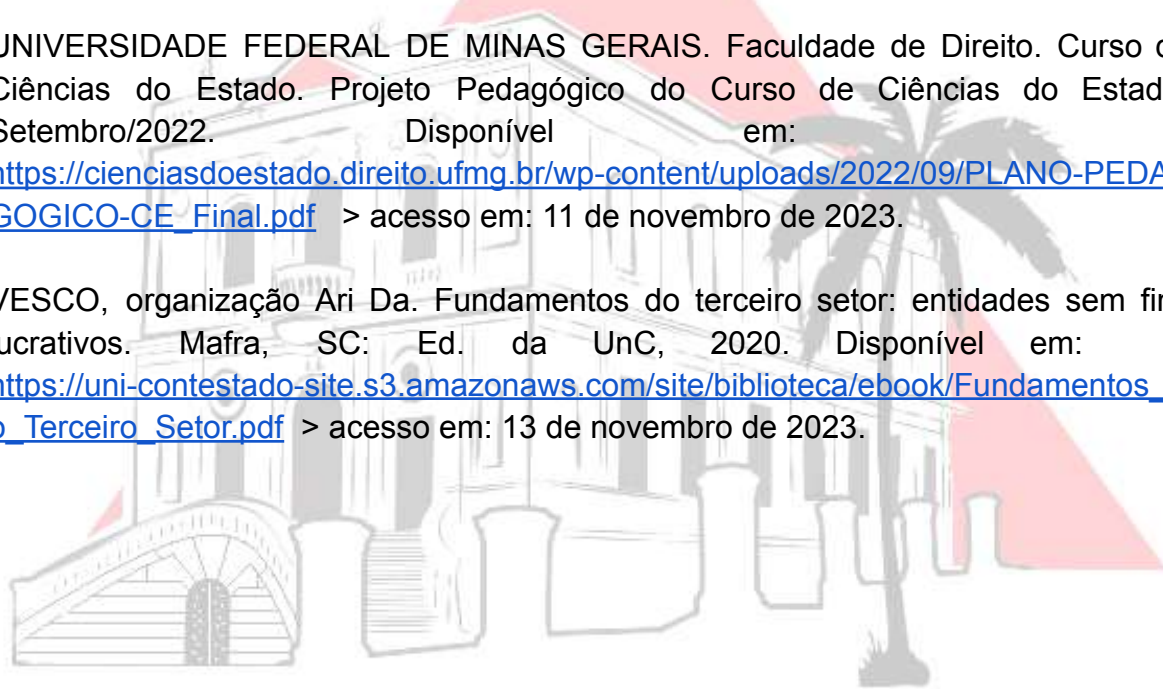 UNIVERSIDADE FEDERAL DE MINAS GERAIS. Faculdade de Direito. Curso
Ciências do Estado. Projeto Pedagógico do Curso de Ciências do Estad
Setembro/2022. Disponível em:
https://cienciasdoestado.direito.ufmg.br/wp-content/uploads/2022/09/PLANO-PEDA
GOGICO-CE_Final.pdf > acesso em: 11 de novembro de 2023.
VESCO, organização Ari Da. Fundamentos do terceiro setor: entidades sem fin
lucrativos. Mafra, SC: Ed. da UnC, 2020. Disponível em:
https://uni-contestado-site.s3.amazonaws.com/site/biblioteca/ebook/Fundamentos_
o_Terceiro_Setor.pdf > acesso em: 13 de novembro de 2023.